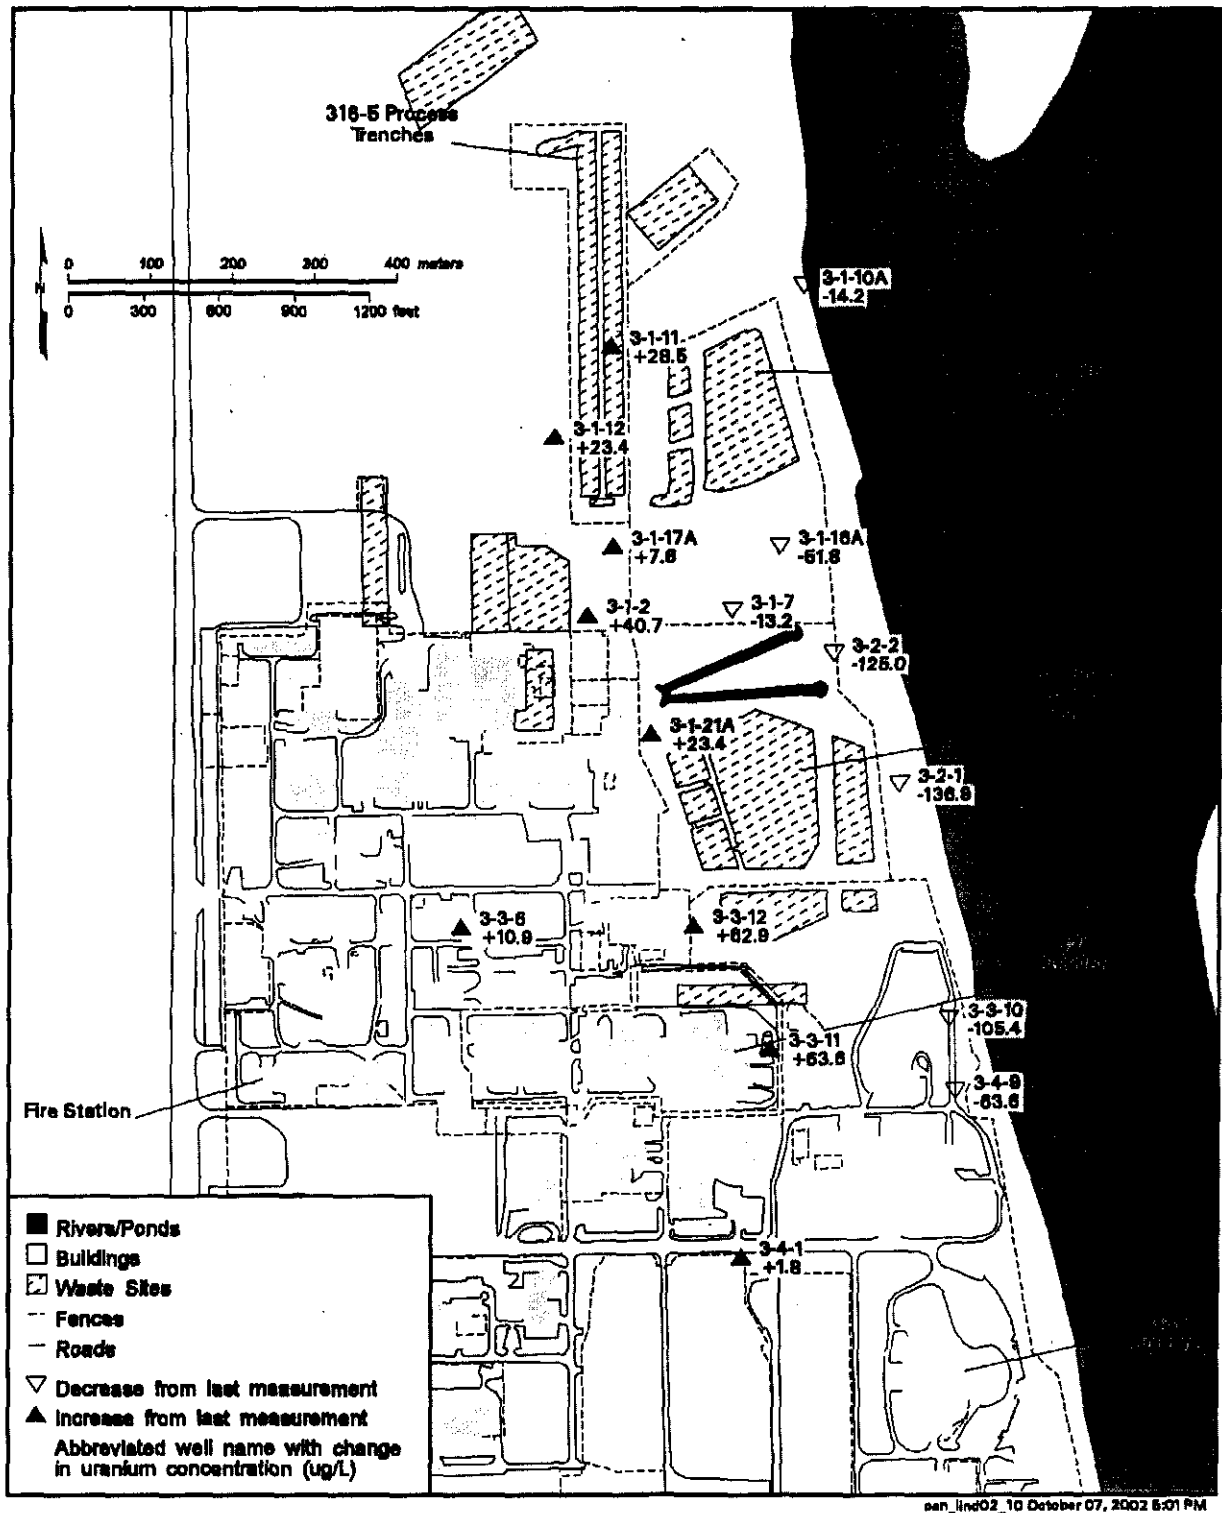 316-5 Process
Trenches
0 100 200 300 400 meters
0 300 600 900 1200 feet
N
3-1-10A
-14.2
3-1-11
+28.5
3-1-12
+23.4
3-1-17A
+7.6
3-1-16A
-51.8
3-1-2
+40.7
3-1-7
-13.2
3-2-2
-125.0
3-1-21A
+23.4
3-2-1
-136.8
3-3-6
+10.9
3-3-12
+62.9
3-3-10
-105.4
3-3-11
+63.6
3-4-9
-63.6
Fire Station
3-4-1
+1.8
Rivers/Ponds
Buildings
Waste Sites
Fences
Roads
Decrease from last measurement
Increase from last measurement
Abbreviated well name with change
in uranium concentration (ug/L)
October 07, 2002 5:01 PM